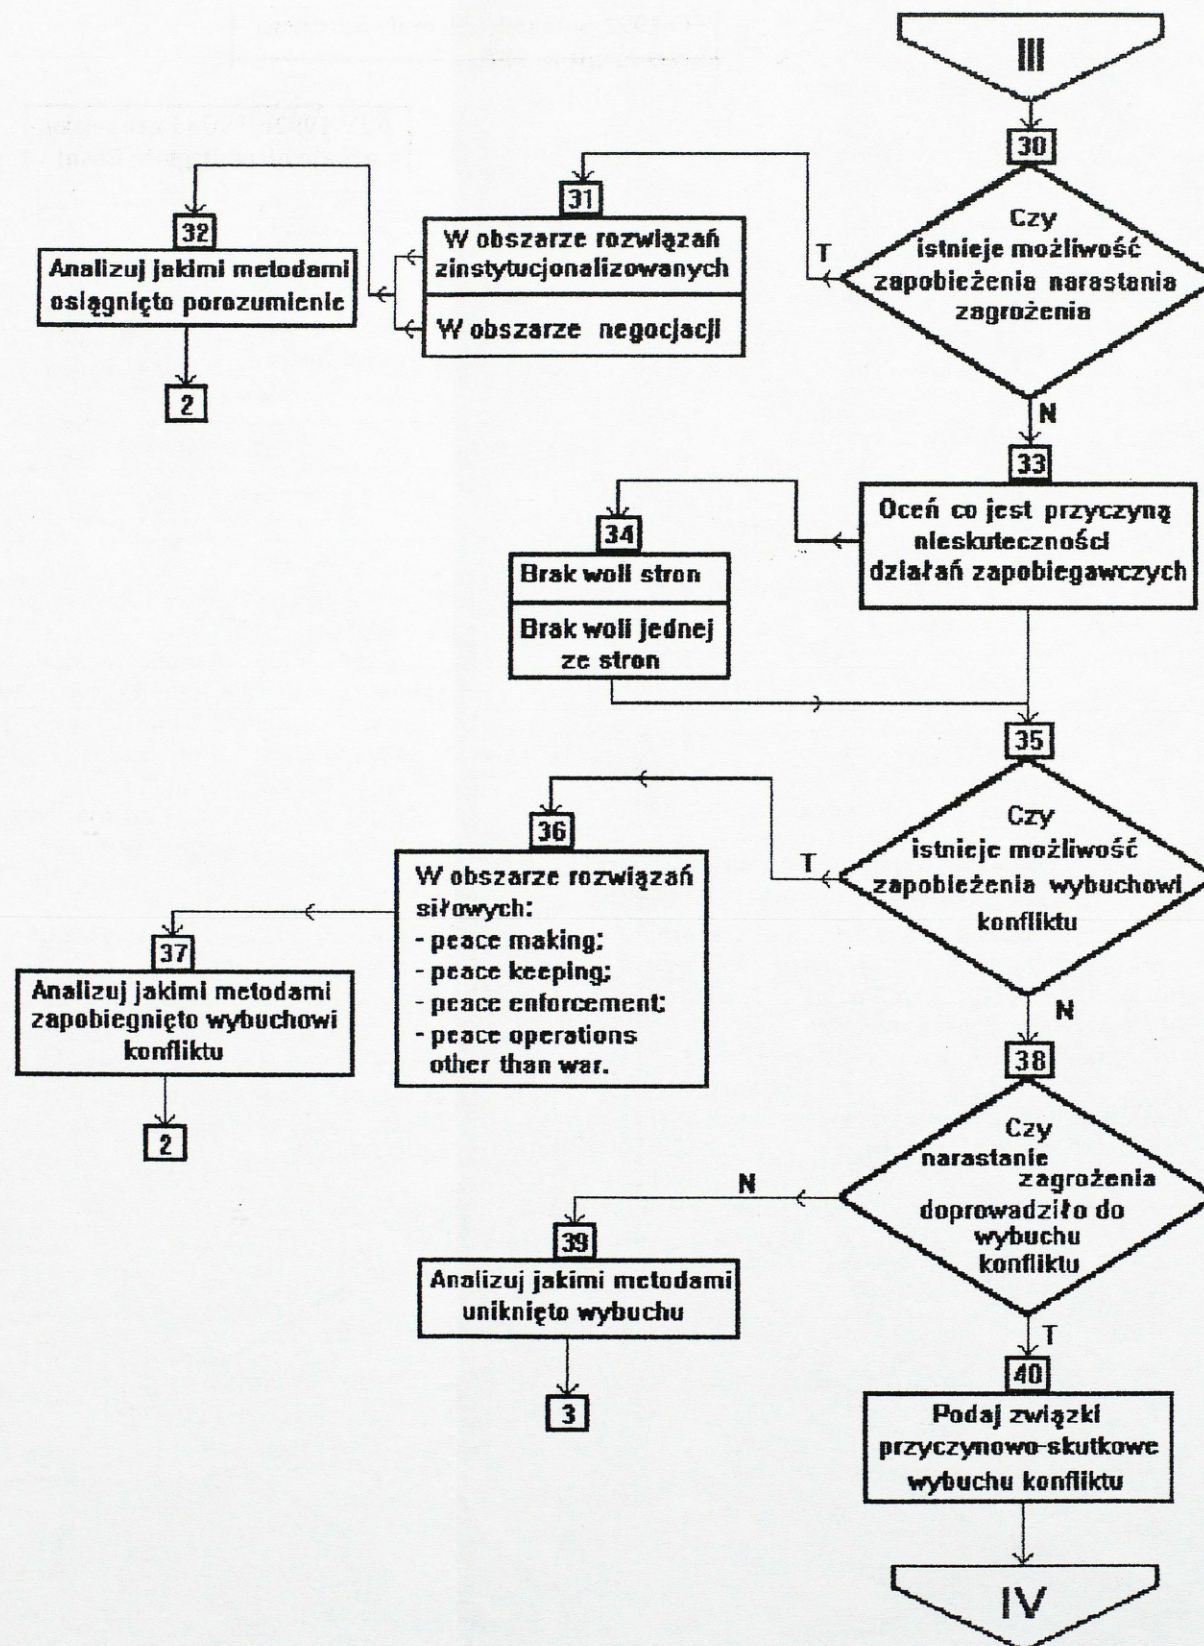 III
30
Czy
istnieje możliwość
zapobieżenia narastania
zagrożenia
T
N
31
W obszarze rozwiązań
zinstytucjonalizowanych
W obszarze negocjacji
32
Analizuj jakimi metodami
osiągnięto porozumienie
2
33
Oceń co jest przyczyną
nieskuteczności
działań zapobiegawczych
34
Brak woli stron
Brak woli jednej
ze stron
35
Czy
istnieje możliwość
zapobieżenia wybuchowi
konfliktu
T
N
36
W obszarze rozwiązań
siłowych:
- peace making;
- peace keeping;
- peace enforcement;
- peace operations
other than war.
37
Analizuj jakimi metodami
zapobiegnięto wybuchowi
konfliktu
2
38
Czy
narastanie
zagrożenia
doprowadziło do
wybuchu
konfliktu
N
T
39
Analizuj jakimi metodami
uniknięto wybuchu
3
40
Podaj związki
przyczynowo-skutkowe
wybuchu konfliktu
IV